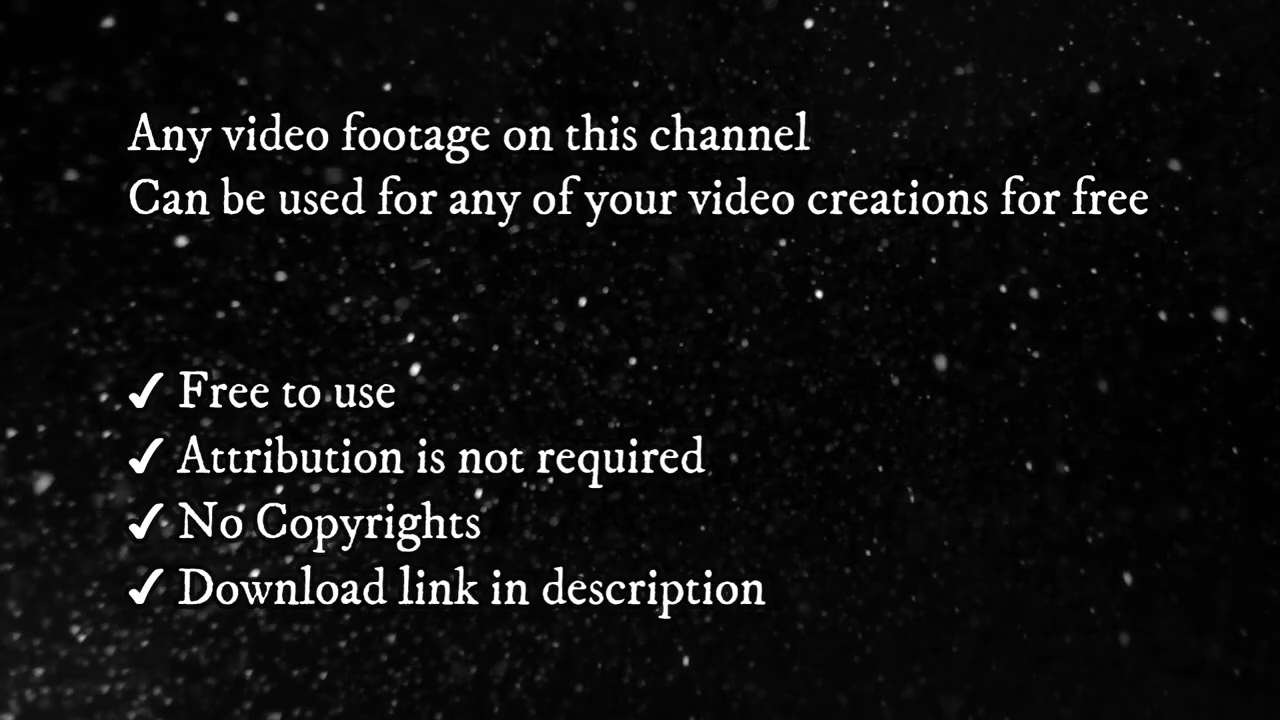 Any video footage on this channel
Can be used for any of your video creations for free
✓ Free to use
✓ Attribution is not required
✓ No Copyrights
✓ Download link in description